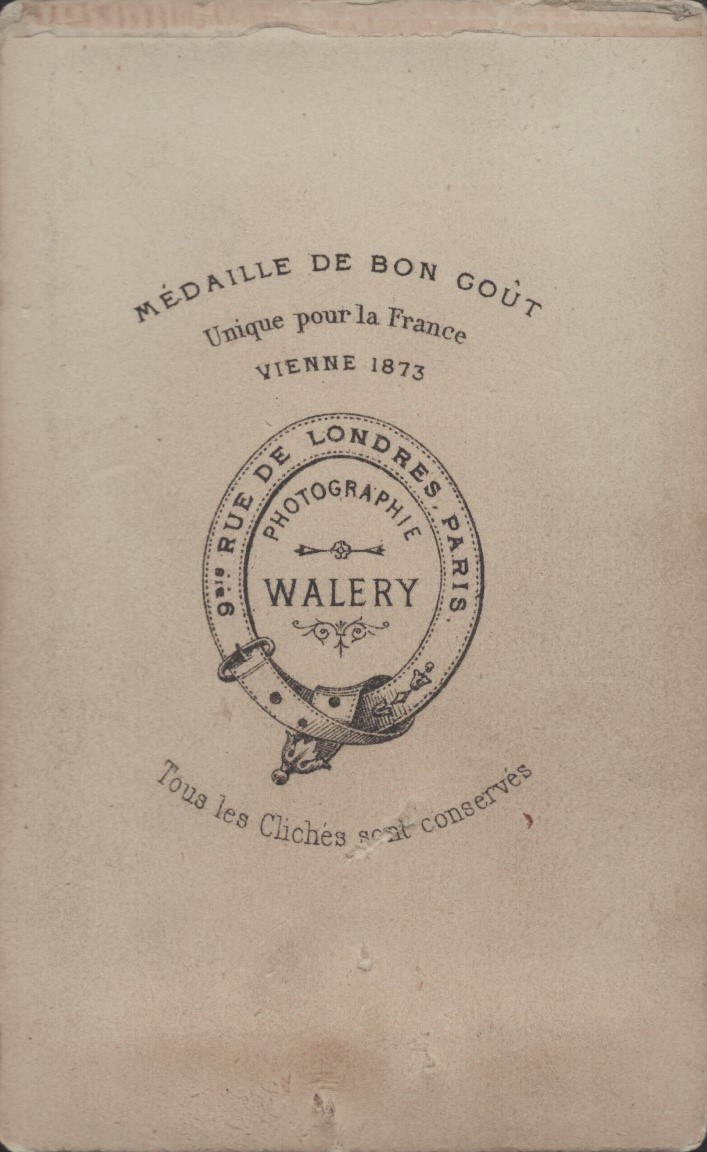 MÉDAILLE DE BON GOÛT
Unique pour la France
VIENNE 1873
9BIS RUE DE LONDRES, PARIS.
PHOTOGRAPHIE
WALERY
Tous les Clichés sont conservés